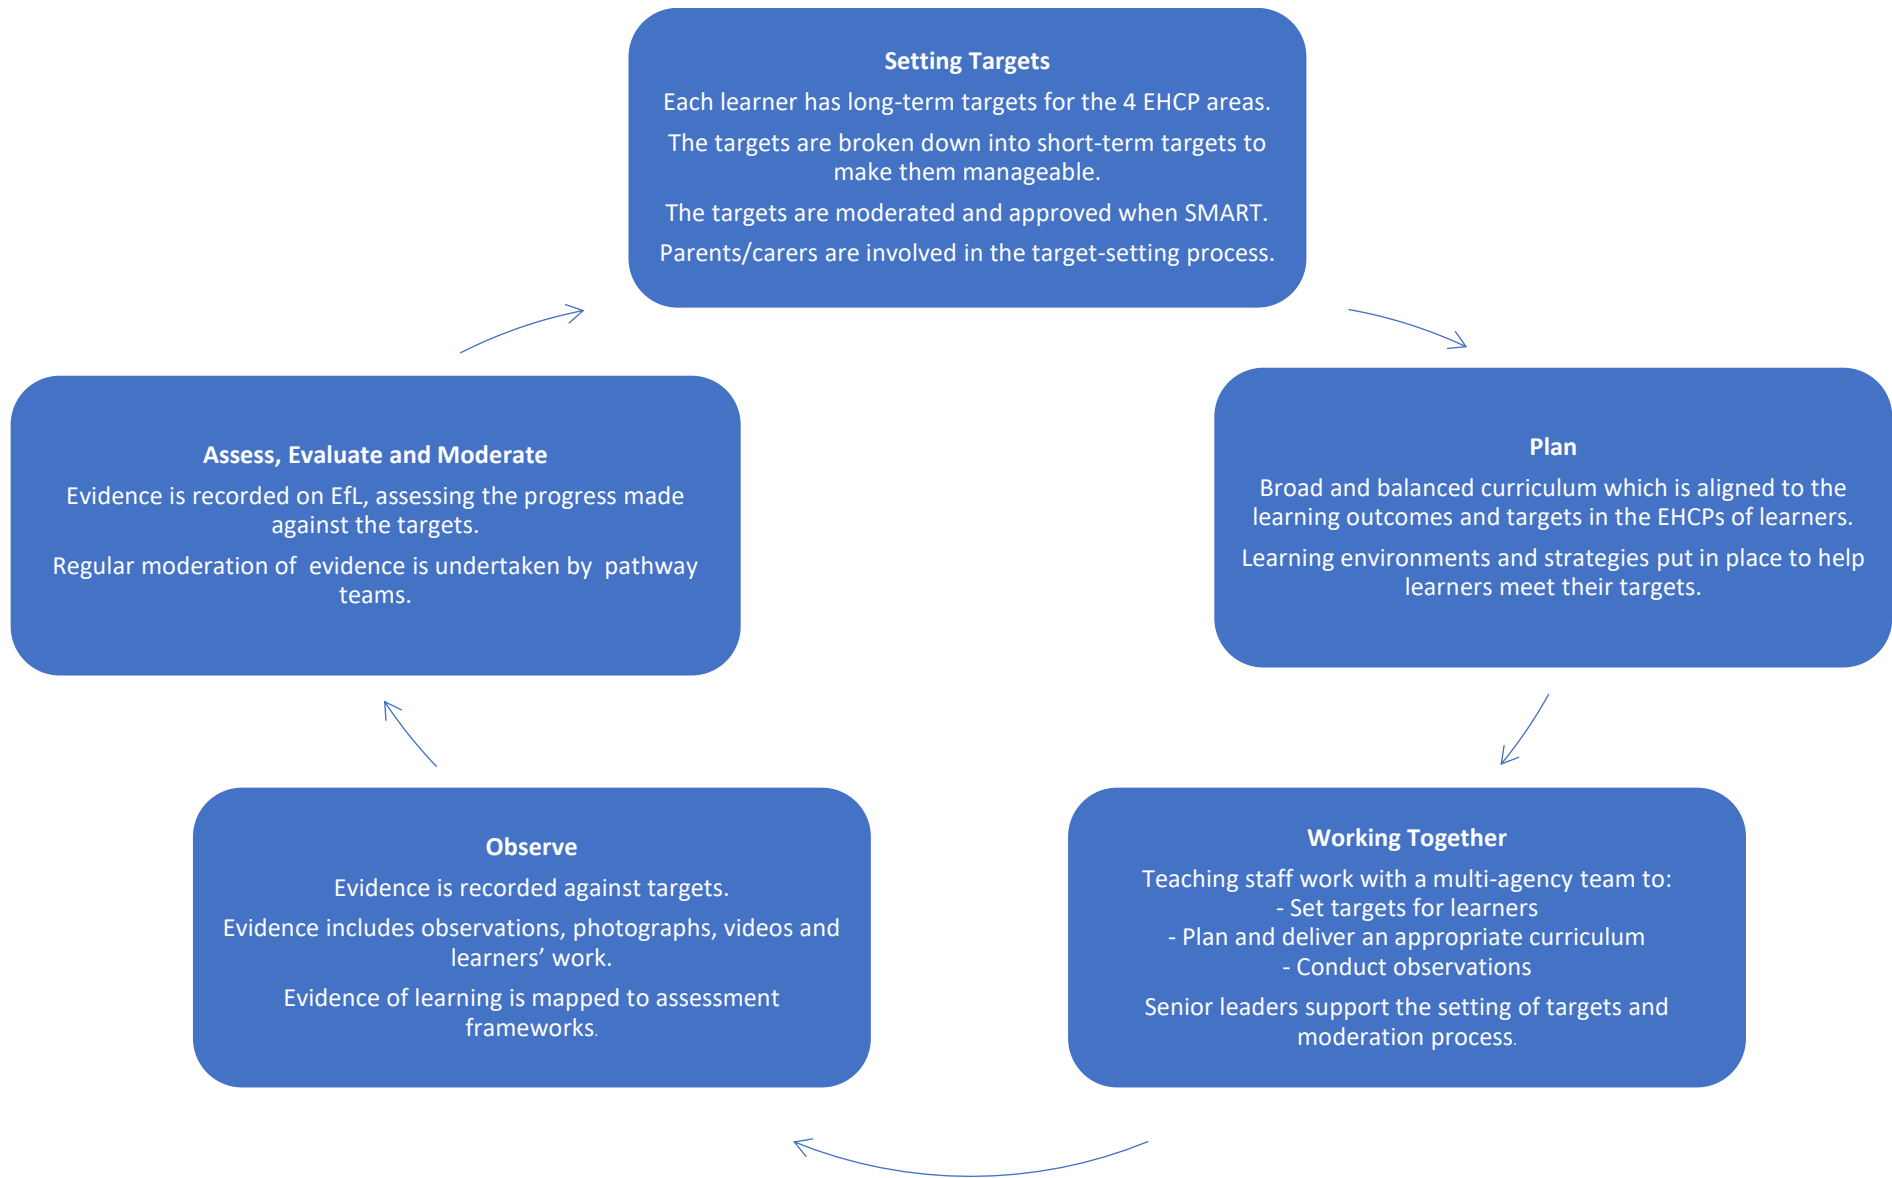 Setting Targets
Each learner has long-term targets for the 4 EHCP areas.
The targets are broken down into short-term targets to
make them manageable.
The targets are moderated and approved when SMART.
Parents/carers are involved in the target-setting process.
Plan
Broad and balanced curriculum which is aligned to the
learning outcomes and targets in the EHCPs of learners.
Learning environments and strategies put in place to help
learners meet their targets.
Working Together
Teaching staff work with a multi-agency team to:
- Set targets for learners
- Plan and deliver an appropriate curriculum
- Conduct observations
Senior leaders support the setting of targets and
moderation process.
Observe
Evidence is recorded against targets.
Evidence includes observations, photographs, videos and
learners’ work.
Evidence of learning is mapped to assessment
frameworks.
Assess, Evaluate and Moderate
Evidence is recorded on EfL, assessing the progress made
against the targets.
Regular moderation of  evidence is undertaken by  pathway
teams.